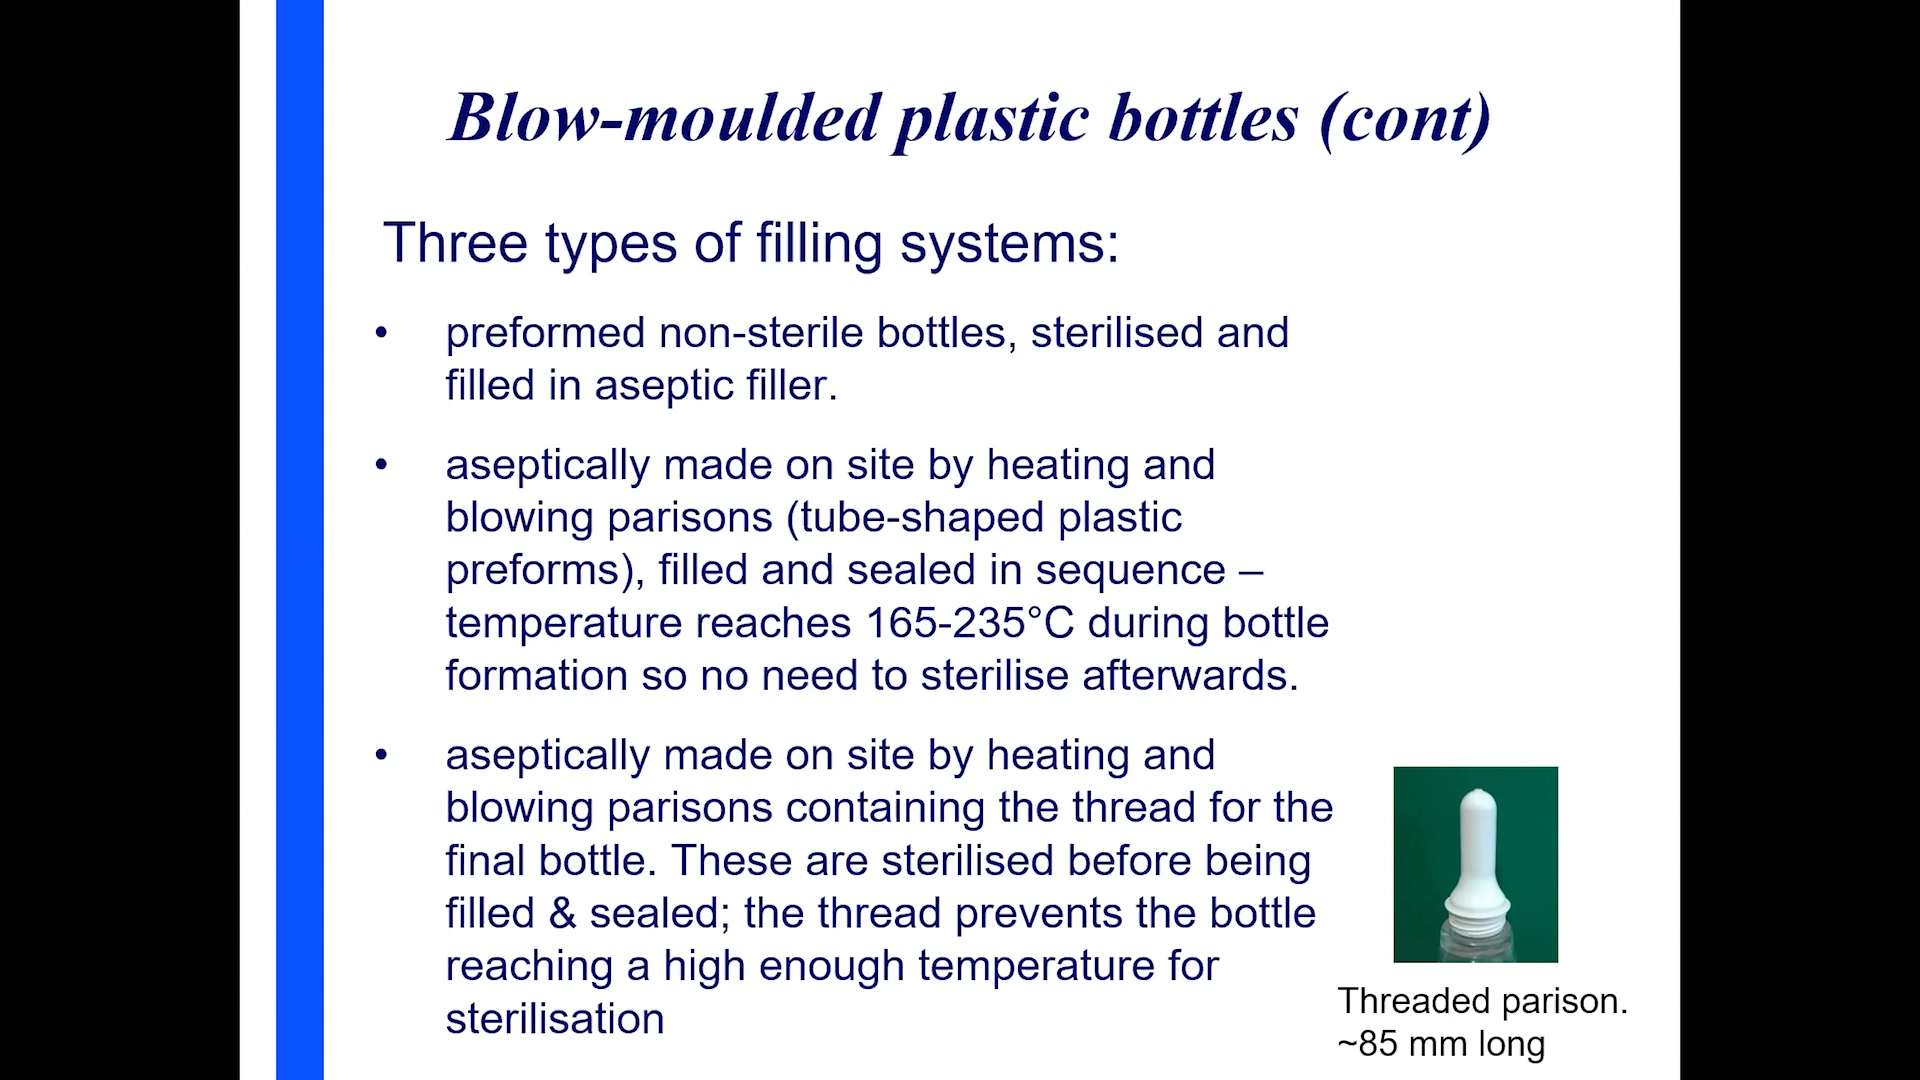 Blow-moulded plastic bottles (cont)
Three types of filling systems:
• preformed non-sterile bottles, sterilised and
filled in aseptic filler.
• aseptically made on site by heating and
blowing parisons (tube-shaped plastic
preforms), filled and sealed in sequence –
temperature reaches 165-235°C during bottle
formation so no need to sterilise afterwards.
• aseptically made on site by heating and
blowing parisons containing the thread for the
final bottle. These are sterilised before being
filled & sealed; the thread prevents the bottle
reaching a high enough temperature for
sterilisation
Threaded parison.
~85 mm long